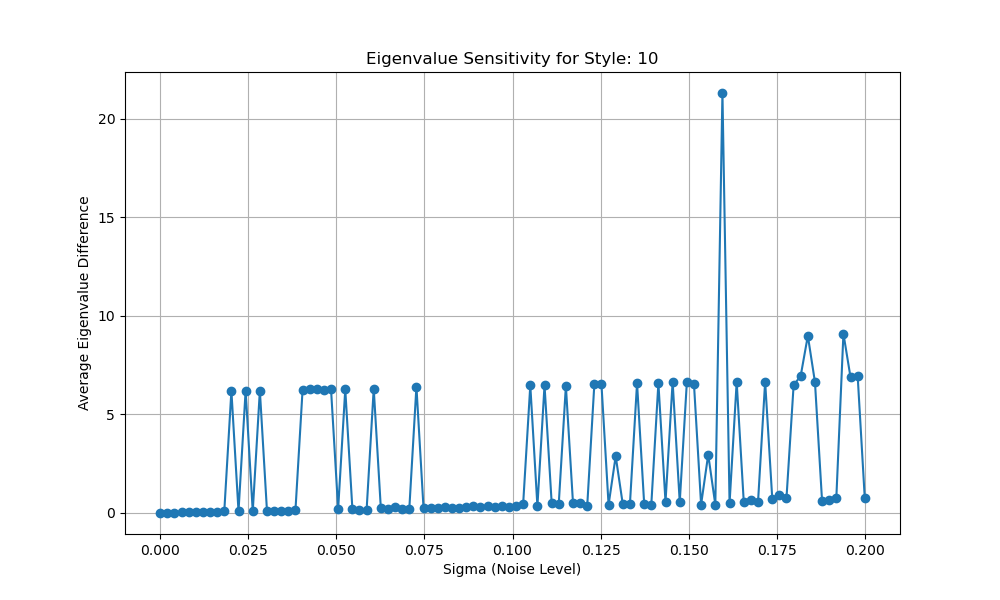 Eigenvalue Sensitivity for Style: 10
Average Eigenvalue Difference
20
15
10
5
0
0.000 0.025 0.050 0.075 0.100 0.125 0.150 0.175 0.200
Sigma (Noise Level)